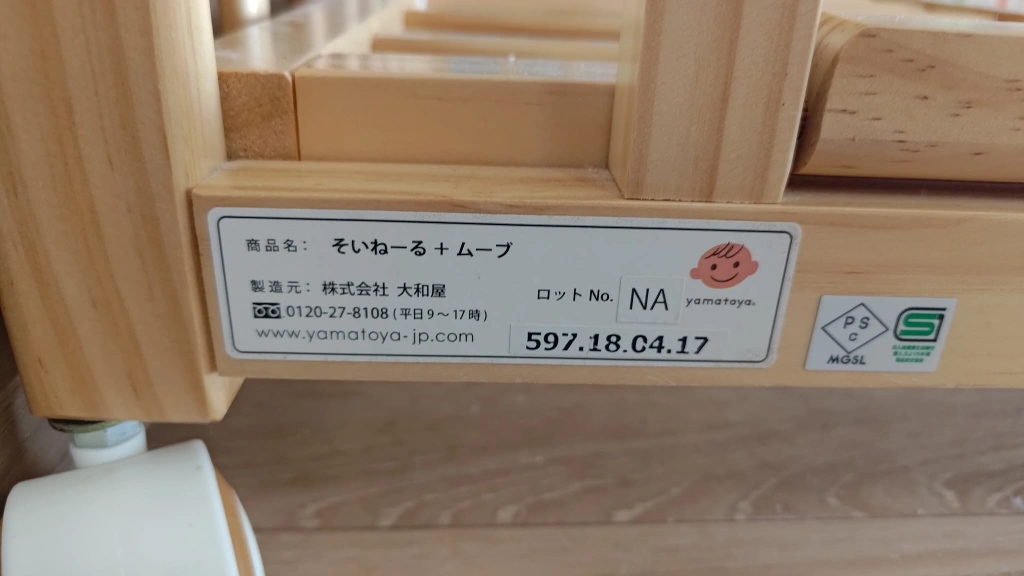 商品名： そいねーる + ムーブ
製造元： 株式会社 大和屋
0120-27-8108 (平日9〜17時)
www.yamatoya-jp.com
ロット No. NA
597.18.04.17
yamatoya
PS
C
MGSL
S